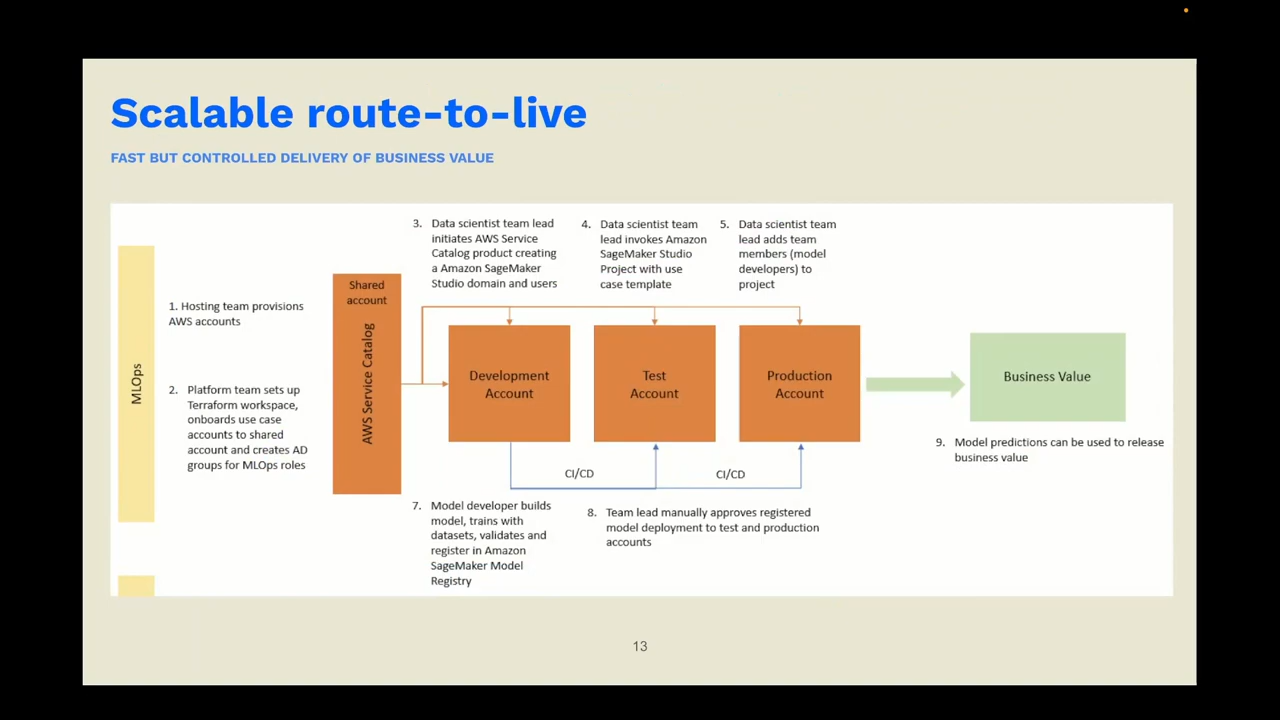 Scalable route-to-live
FAST BUT CONTROLLED DELIVERY OF BUSINESS VALUE
MLOps
1. Hosting team provisions
AWS accounts
2. Platform team sets up
Terraform workspace,
onboards use case
accounts to shared
account and creates AD
groups for MLOps roles
Shared
account
AWS Service Catalog
3. Data scientist team lead
initiates AWS Service
Catalog product creating
a Amazon SageMaker
Studio domain and users
4. Data scientist team
lead invokes Amazon
SageMaker Studio
Project with use
case template
5. Data scientist team
lead adds team
members (model
developers) to
project
Development
Account
Test
Account
Production
Account
Business Value
CI/CD
CI/CD
7. Model developer builds
model, trains with
datasets, validates and
register in Amazon
SageMaker Model
Registry
8. Team lead manually approves registered
model deployment to test and production
accounts
9. Model predictions can be used to release
business value
13